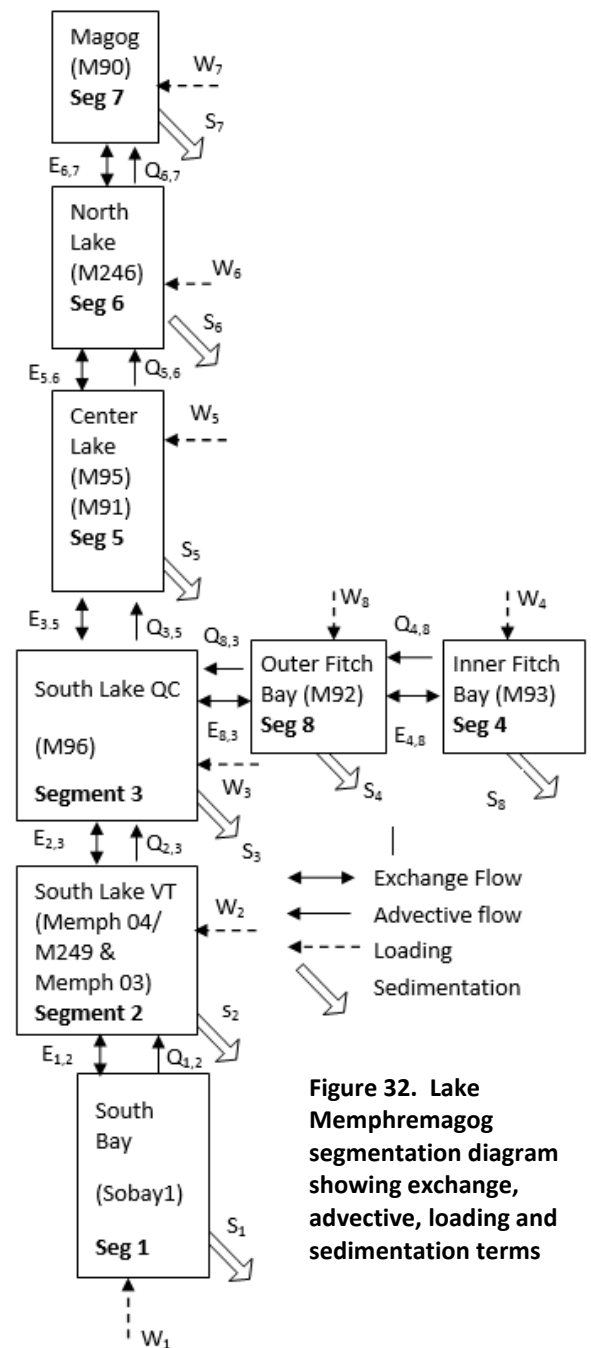 Magog
(M90)
Seg 7
W7
S7
E6,7
Q6,7
North
Lake
(M246)
Seg 6
W6
S6
E5.6
Q5,6
Center
Lake
(M95)
(M91)
Seg 5
W5
S5
E3.5
Q3,5
South Lake QC
(M96)
Segment 3
Q8,3
E8,3
W3
S3
W8
Outer Fitch
Bay (M92)
Seg 8
S4
Q4,8
E4,8
W4
Inner Fitch
Bay (M93)
Seg 4
S8
E2,3
Q2,3
South Lake VT
(Memph 04/
M249 &
Memph 03)
Segment 2
W2
s2
E1,2
Q1,2
South
Bay
(Sobay1)
Seg 1
S1
W1
Exchange Flow
Advective flow
Loading
Sedimentation
Figure 32. Lake
Memphremagog
segmentation diagram
showing exchange,
advective, loading and
sedimentation terms